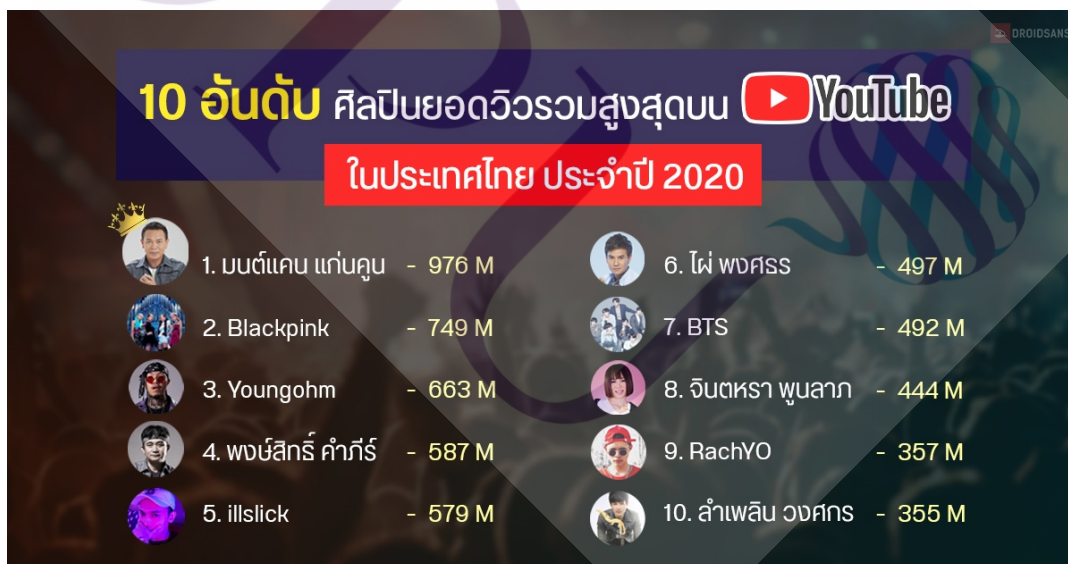 DROIDSANS
10 อันดับ ศิลปินยอดวิวรวมสูงสุดบน YouTube
ในประเทศไทย ประจำปี 2020
1. มนต์แคน แก่นคูน - 976 M
2. Blackpink - 749 M
3. Youngohm - 663 M
4. พงษ์สิทธิ์ คำภีร์ - 587 M
5. illslick - 579 M
6. ไผ่ พงศธร - 497 M
7. BTS - 492 M
8. จินตหรา พูนลาภ - 444 M
9. RachYO - 357 M
10. ลำเพลิน วงศกร - 355 M